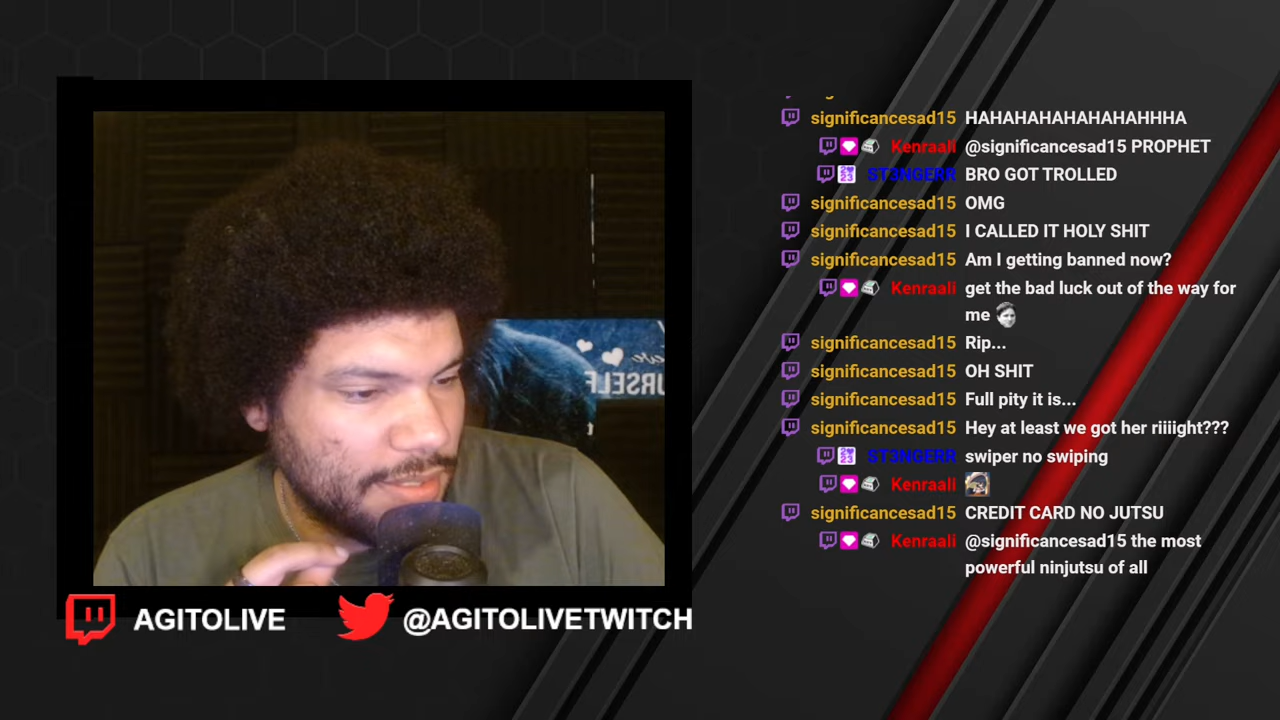 significancesad15 HAHAHAHAHAHAHAHHHA
Kenraali @significancesad15 PROPHET
ST3NGERR BRO GOT TROLLED
significancesad15 OMG
significancesad15 I CALLED IT HOLY SHIT
significancesad15 Am I getting banned now?
Kenraali get the bad luck out of the way for
me
significancesad15 Rip...
significancesad15 OH SHIT
significancesad15 Full pity it is...
significancesad15 Hey at least we got her riiiight???
ST3NGERR swiper no swiping
Kenraali
significancesad15 CREDIT CARD NO JUTSU
Kenraali @significancesad15 the most
powerful ninjutsu of all
AGITOLIVE
@AGITOLIVETWITCH